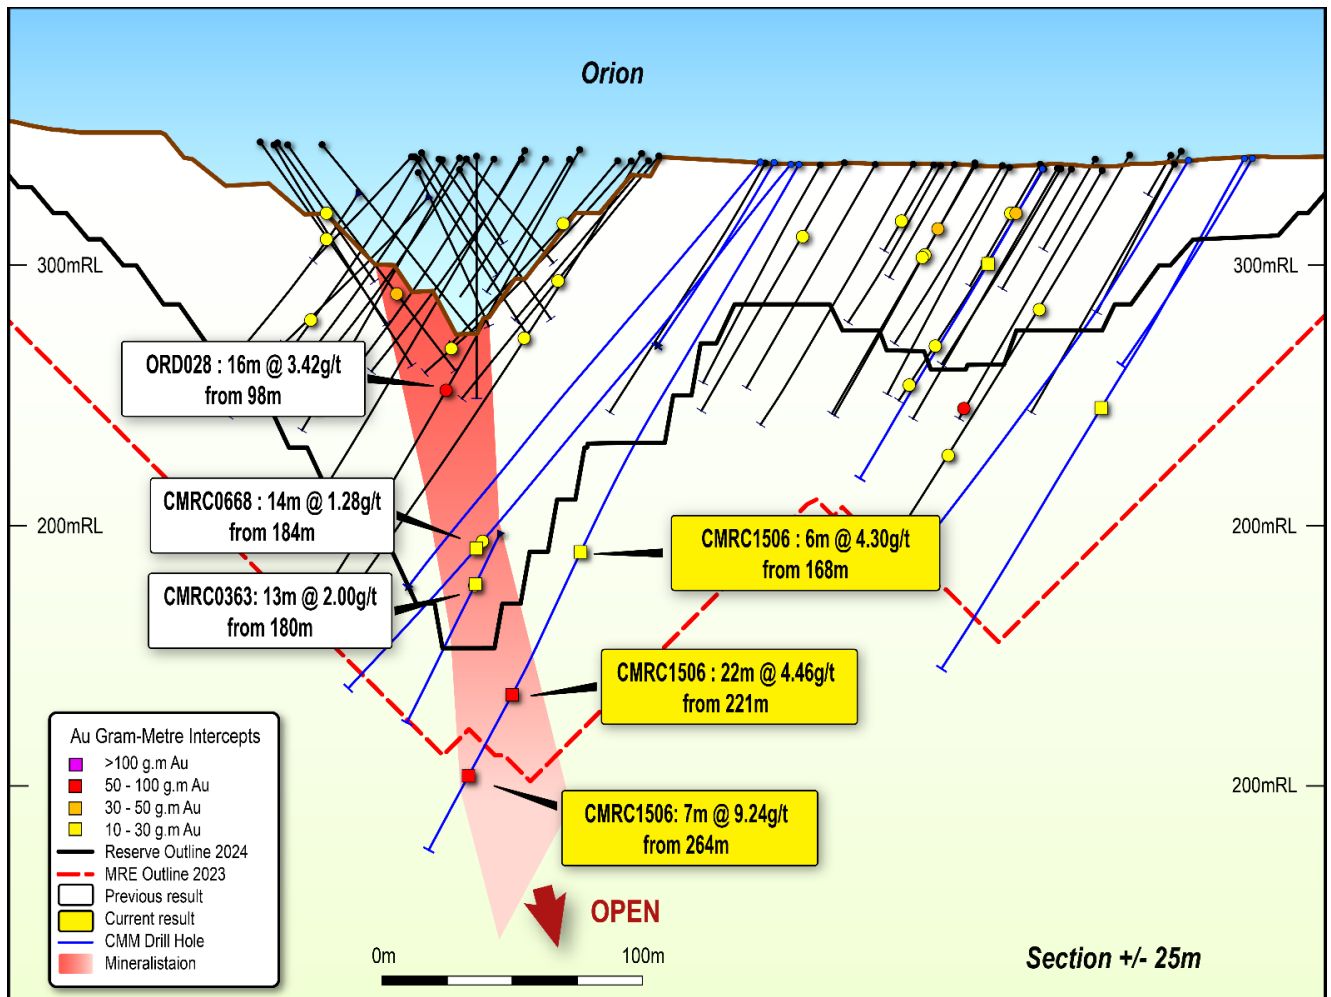 Orion
300mRL
300mRL
ORD028 : 16m @ 3.42g/t
from 98m
CMRC0668 : 14m @ 1.28g/t
from 184m
200mRL
200mRL
CMRC1506 : 6m @ 4.30g/t
from 168m
CMRC0363: 13m @ 2.00g/t
from 180m
CMRC1506 : 22m @ 4.46g/t
from 221m
200mRL
CMRC1506: 7m @ 9.24g/t
from 264m
Au Gram-Metre Intercepts
>100 g.m Au
50 - 100 g.m Au
30 - 50 g.m Au
10 - 30 g.m Au
Reserve Outline 2024
MRE Outline 2023
Previous result
Current result
CMM Drill Hole
Mineralistaion
OPEN
0m
100m
Section +/- 25m